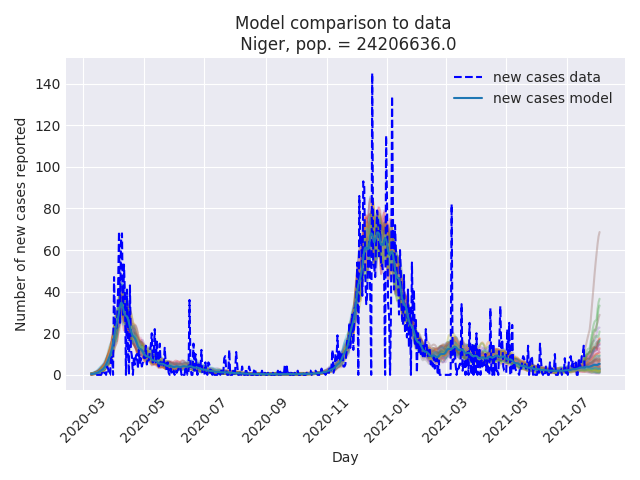 Model comparison to data
Niger, pop. = 24206636.0
new cases data
new cases model
Number of new cases reported
140
120
100
80
60
40
20
0
2020-03
2020-05
2020-07
2020-09
2020-11
2021-01
2021-03
2021-05
2021-07
Day